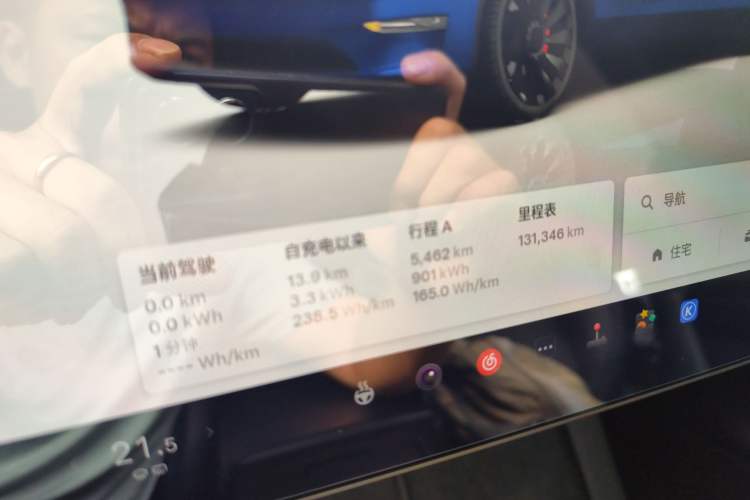 当前驾驶
0.0 km
0.0 kWh
1 分钟
---- Wh/km
自充电以来
13.9 km
3.3 kWh
238.5 Wh/km
行程 A
5,462 km
901 kWh
165.0 Wh/km
里程表
131,346 km
导航
住宅
21.5